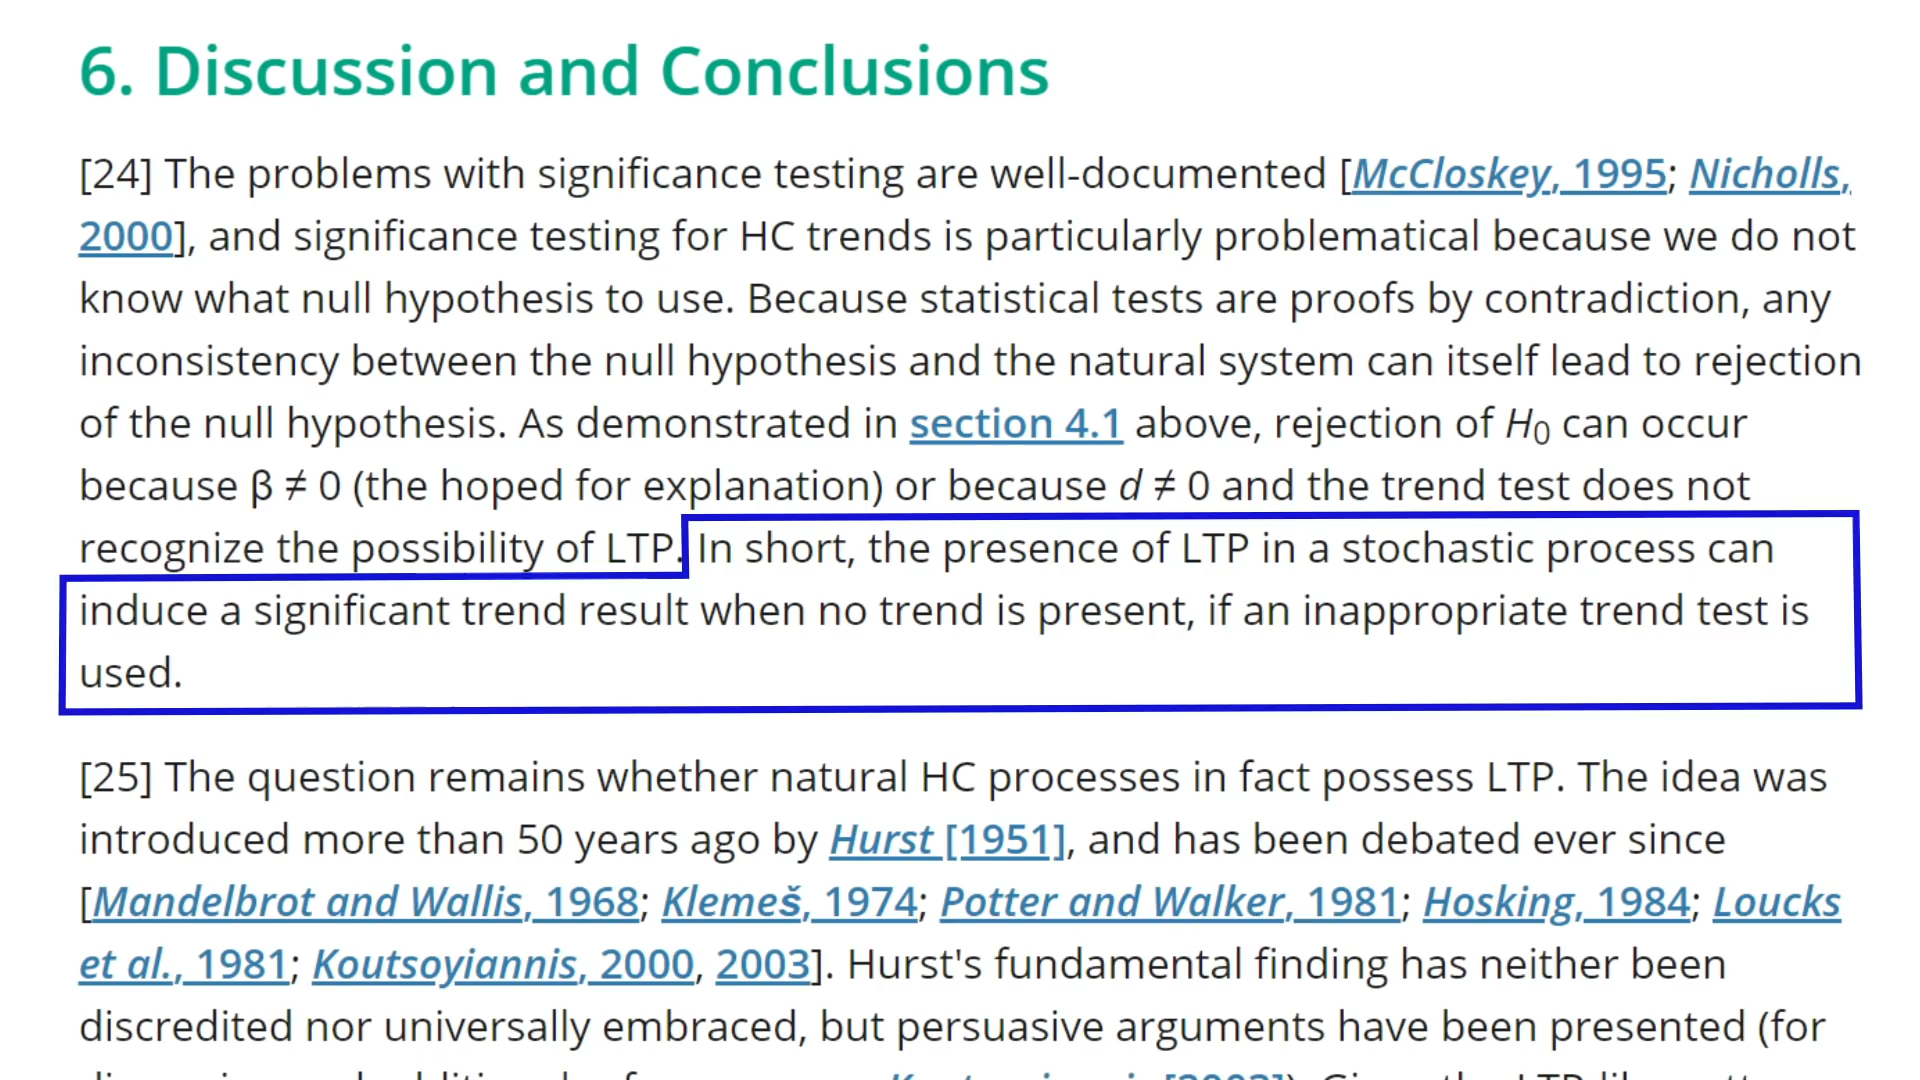 6. Discussion and Conclusions
[24] The problems with significance testing are well-documented [McCloskey, 1995; Nicholls,
2000], and significance testing for HC trends is particularly problematical because we do not
know what null hypothesis to use. Because statistical tests are proofs by contradiction, any
inconsistency between the null hypothesis and the natural system can itself lead to rejection
of the null hypothesis. As demonstrated in section 4.1 above, rejection of H0 can occur
because β ≠ 0 (the hoped for explanation) or because d ≠ 0 and the trend test does not
recognize the possibility of LTP. In short, the presence of LTP in a stochastic process can
induce a significant trend result when no trend is present, if an inappropriate trend test is
used.
[25] The question remains whether natural HC processes in fact possess LTP. The idea was
introduced more than 50 years ago by Hurst [1951], and has been debated ever since
[Mandelbrot and Wallis, 1968; Klemeš, 1974; Potter and Walker, 1981; Hosking, 1984; Loucks
et al., 1981; Koutsoyiannis, 2000, 2003]. Hurst's fundamental finding has neither been
discredited nor universally embraced, but persuasive arguments have been presented (for